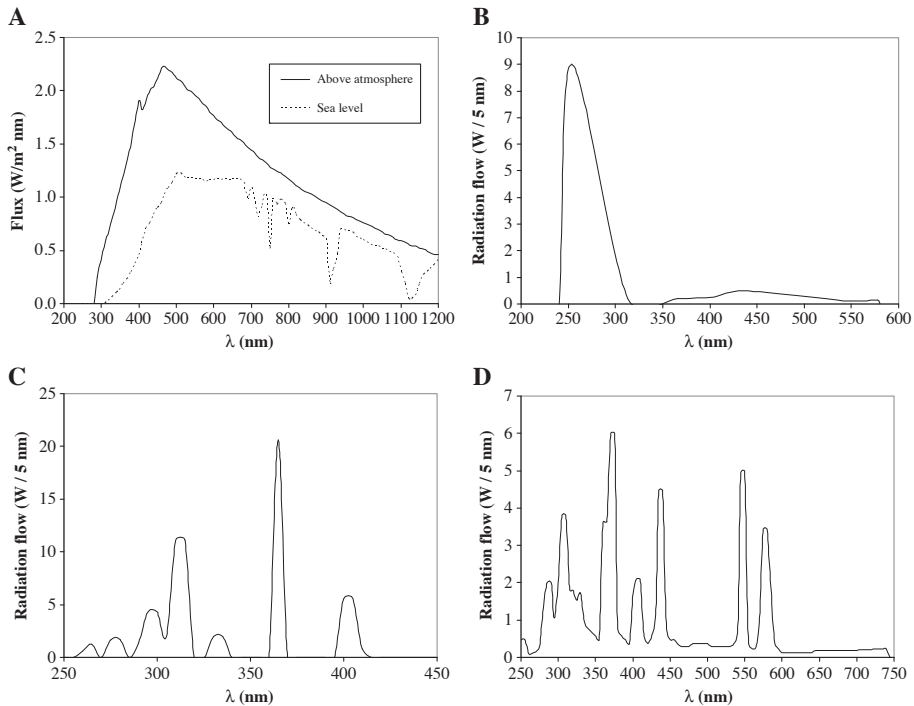 A
Flux (W/m² nm)
2.5
2.0
1.5
1.0
0.5
0.0
Above atmosphere
Sea level
200 300 400 500 600 700 800 900 1000 1100 1200
λ (nm)
B
Radiation flow (W / 5 nm)
10
9
8
7
6
5
4
3
2
1
0
200 250 300 350 400 450 500 550 600
λ (nm)
C
Radiation flow (W / 5 nm)
25
20
15
10
5
0
250 300 350 400 450
λ (nm)
D
Radiation flow (W / 5 nm)
7
6
5
4
3
2
1
0
250 300 350 400 450 500 550 600 650 700 750
λ (nm)